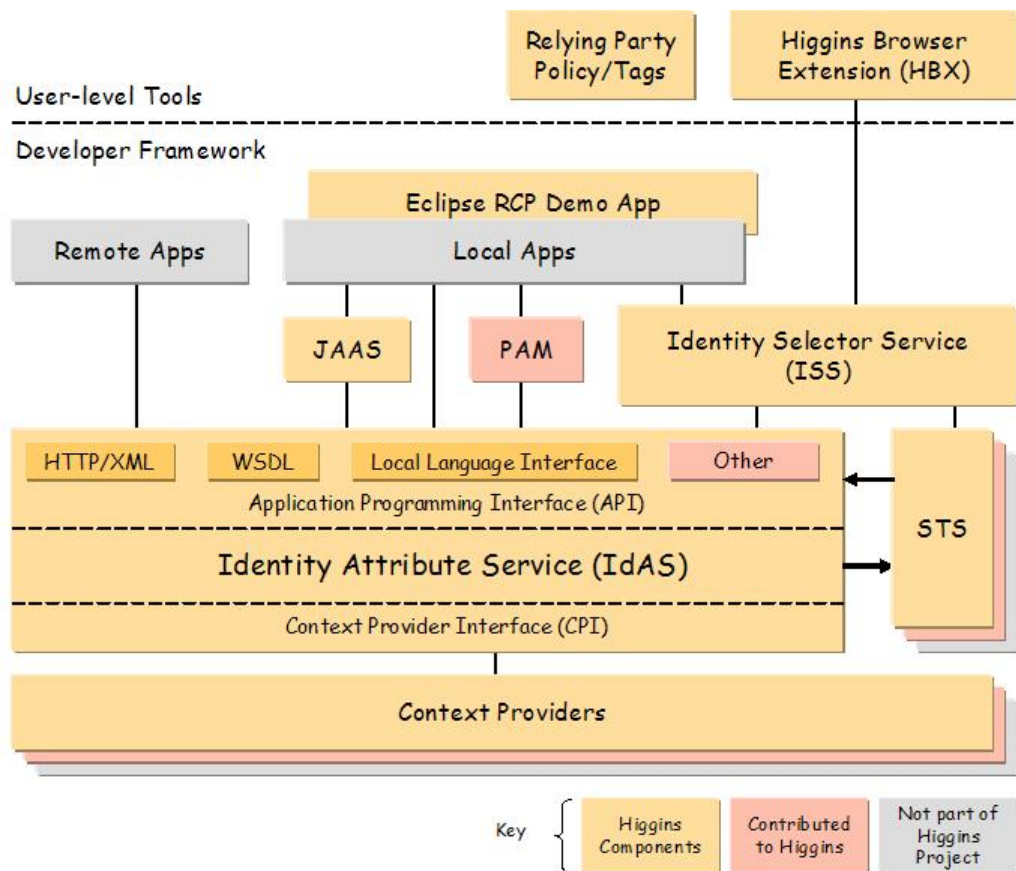 Relying Party
Policy/Tags
Higgins Browser
Extension (HBX)
User-level Tools
Developer Framework
Eclipse RCP Demo App
Remote Apps
Local Apps
JAAS
PAM
Identity Selector Service
(ISS)
HTTP/XML
WSDL
Local Language Interface
Other
Application Programming Interface (API)
STS
Identity Attribute Service (IdAS)
Context Provider Interface (CPI)
Context Providers
Key
Higgins
Components
Contributed
to Higgins
Not part of
Higgins
Project